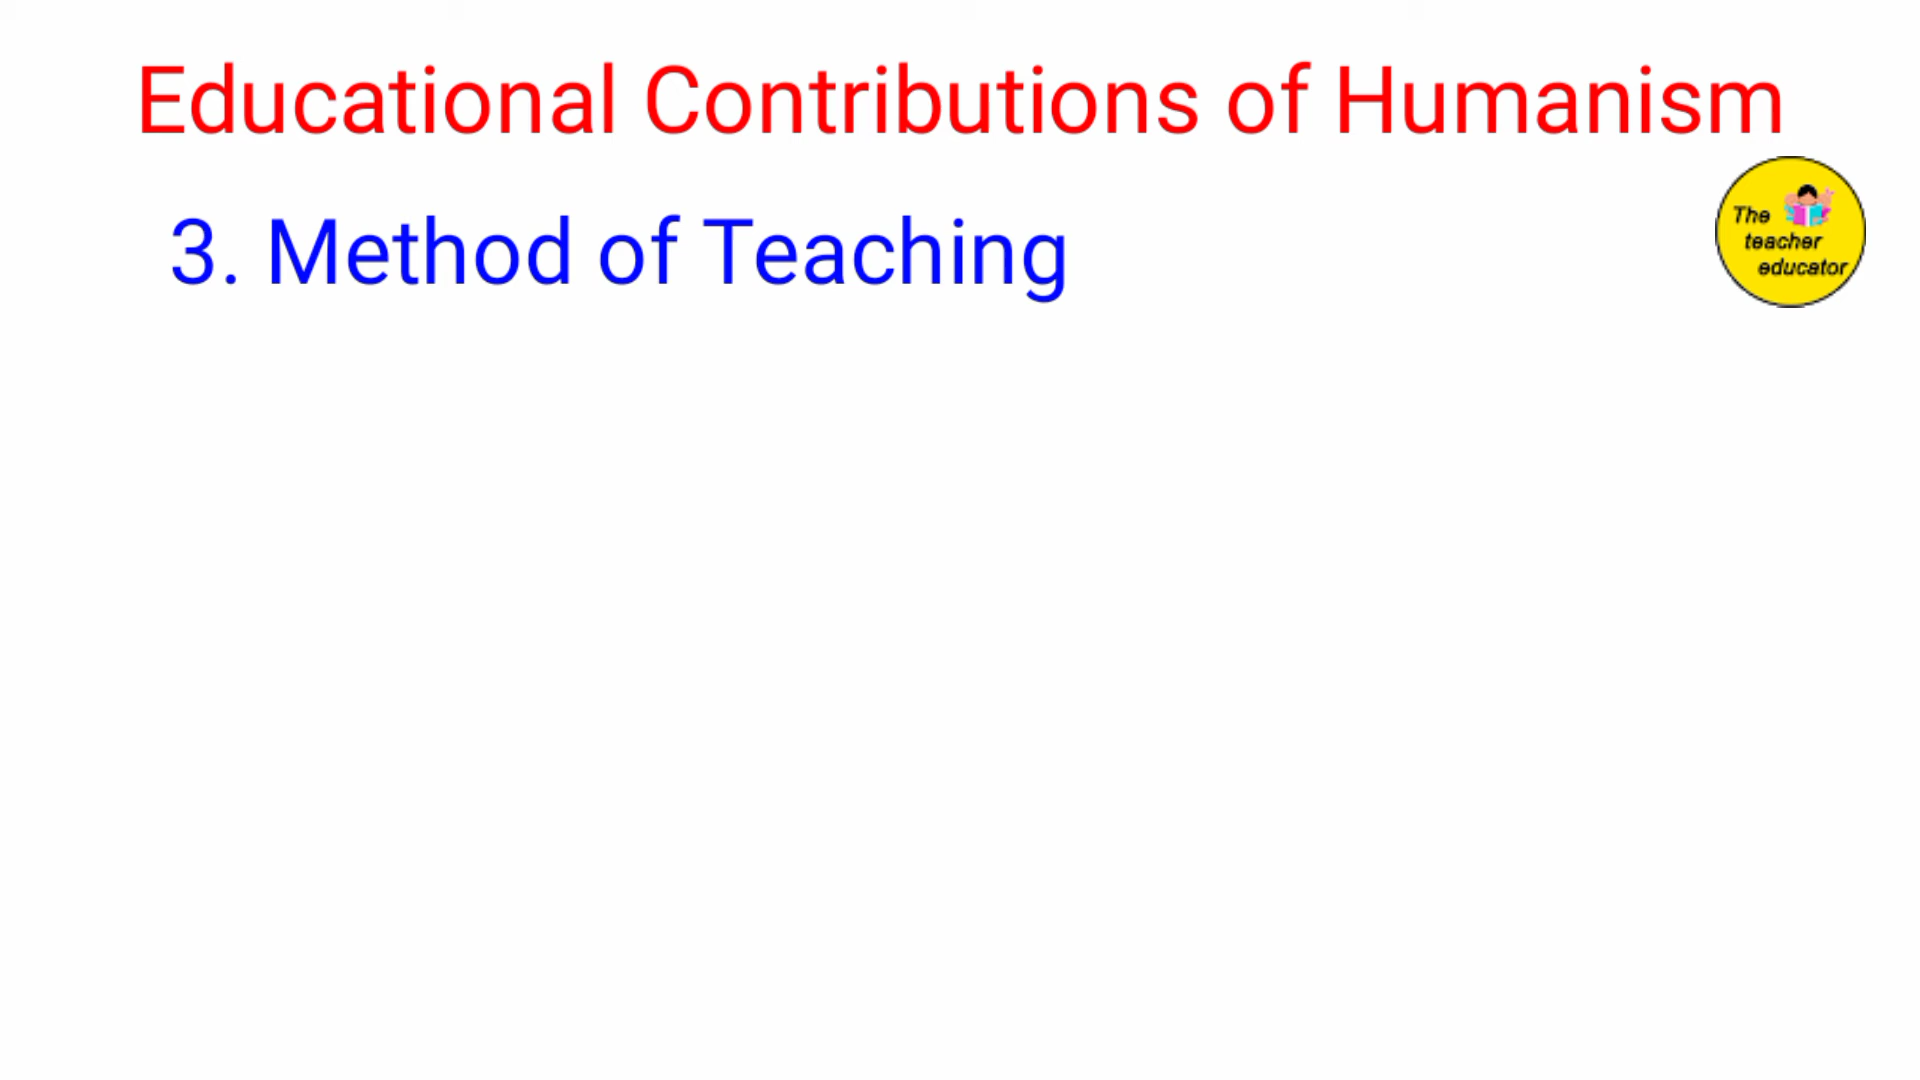 Educational Contributions of Humanism
3. Method of Teaching
The
teacher
educator